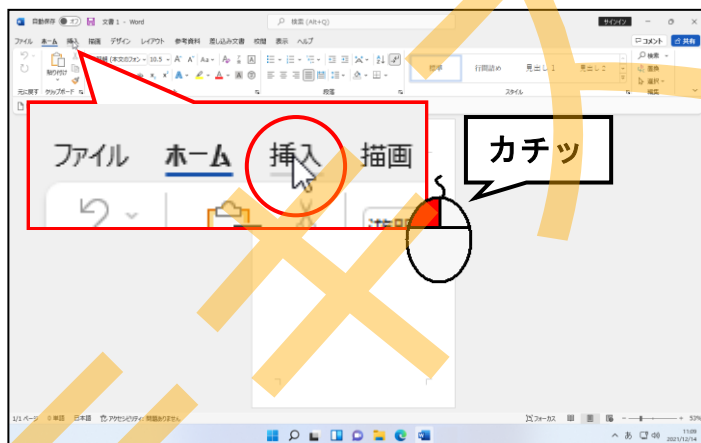 自動保存 オフ 文書 1 - Word 検索 (Alt+Q) サインイン
ファイル ホーム 挿入 描画 デザイン レイアウト 参考資料 差し込み文書 校閲 表示 ヘルプ コメント 共有
貼り付け 10.5 標準 行間詰め 見出し 1 見出し 2 検索 置換 選択
元に戻す クリップボード 段落 スタイル 編集
ファイル ホーム 挿入 描画
カチッ
1/1 ページ 0 単語 日本語 アクセシビリティ: 問題ありません フォーカス 52%
あ 11:09
2021/12/14